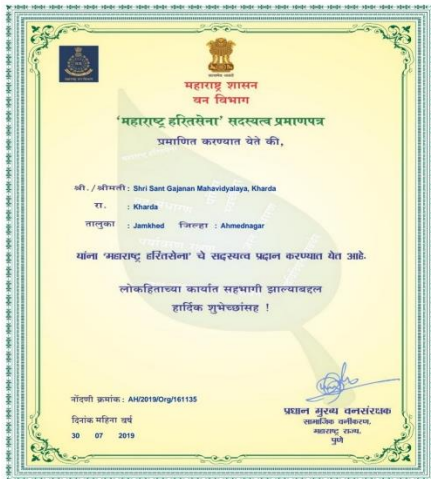 महाराष्ट्र शासन
वन विभाग
'महाराष्ट्र हरितसेना' सदस्यत्व प्रमाणपत्र
प्रमाणित करण्यात येते की,
श्री. /श्रीमती : Shri Sant Gajanan Mahavidyalaya, Kharda
रा. : Kharda
तालुका : Jamkhed जिल्हा : Ahmednagar
यांना 'महाराष्ट्र हरितसेना' चे सदस्यत्व प्रदान करण्यात येत आहे.
लोकहिताच्या कार्यात सहभागी झाल्याबद्दल
हार्दिक शुभेच्छांसह !
नोंदणी क्रमांक : AH/2019/Org/161135
दिनांक महिना वर्ष
30 07 2019
प्रधान मुख्य वनसंरक्षक
सामाजिक वनीकरण,
महाराष्ट्र राज्य,
पुणे